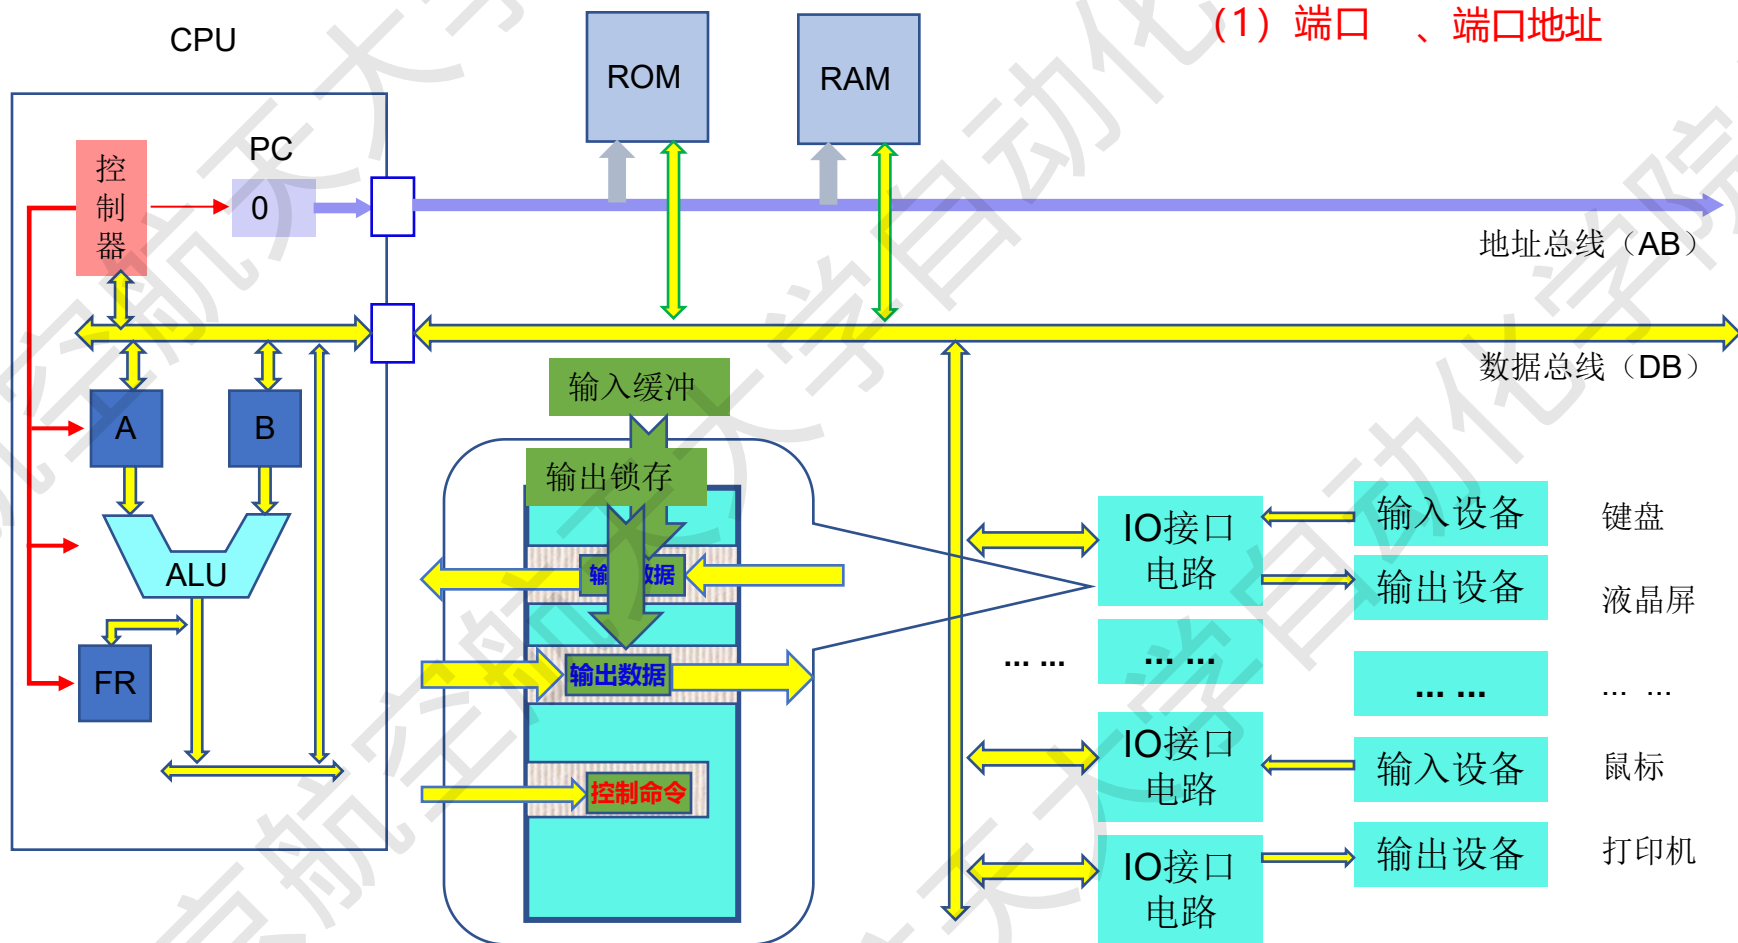 （1）端口 、端口地址
CPU
ROM
RAM
控制器
PC
0
地址总线（AB）
数据总线（DB）
A
B
ALU
FR
输入缓冲
输出锁存
数据
输出数据
控制命令
IO接口
电路
... ...
... ...
IO接口
电路
IO接口
电路
输入设备
输出设备
... ...
输入设备
输出设备
键盘
液晶屏
... ...
鼠标
打印机